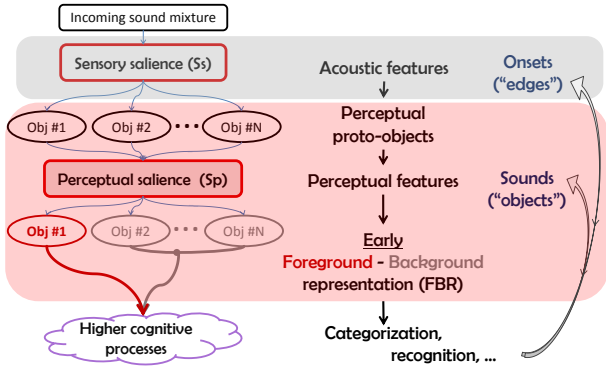 Incoming sound mixture
Sensory salience (Ss)
Acoustic features
Onsets
("edges")
Obj #1
Obj #2
•••
Obj #N
Perceptual
proto-objects
Perceptual salience (Sp)
Perceptual features
Sounds
("objects")
Obj #1
Obj #2
•••
Obj #N
Early
Foreground - Background
representation (FBR)
Higher cognitive
processes
Categorization,
recognition, ...